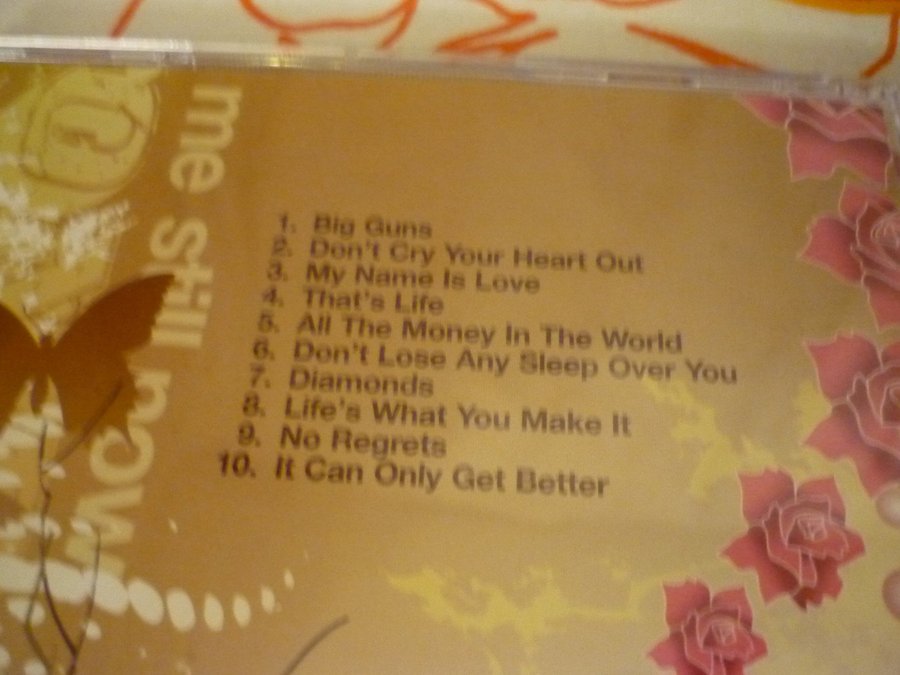 me still now
1. Big Guns
2. Don't Cry Your Heart Out
3. My Name Is Love
4. That's Life
5. All The Money In The World
6. Don't Lose Any Sleep Over You
7. Diamonds
8. Life's What You Make It
9. No Regrets
10. It Can Only Get Better